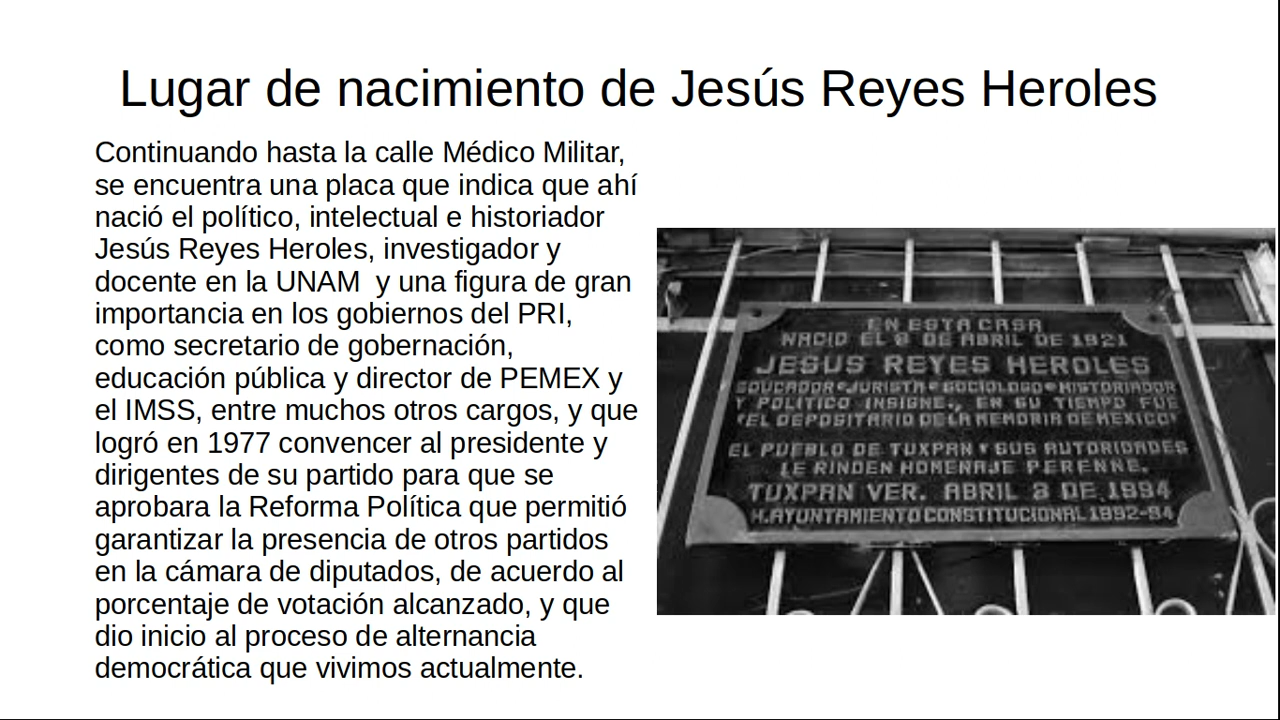 Lugar de nacimiento de Jesús Reyes Heroles
Continuando hasta la calle Médico Militar,
se encuentra una placa que indica que ahí
nació el político, intelectual e historiador
Jesús Reyes Heroles, investigador y
docente en la UNAM  y una figura de gran
importancia en los gobiernos del PRI,
como secretario de gobernación,
educación pública y director de PEMEX y
el IMSS, entre muchos otros cargos, y que
logró en 1977 convencer al presidente y
dirigentes de su partido para que se
aprobara la Reforma Política que permitió
garantizar la presencia de otros partidos
en la cámara de diputados, de acuerdo al
porcentaje de votación alcanzado, y que
dio inicio al proceso de alternancia
democrática que vivimos actualmente.
EN ESTA CASA
NACIO EL 3 DE ABRIL DE 1921
JESUS REYES HEROLES
EDUCADOR•JURISTA•SOCIOLOGO•HISTORIADOR
Y POLITICO INSIGNE., EN SU TIEMPO FUE
"EL DEPOSITARIO DE LA MEMORIA DE MEXICO"
EL PUEBLO DE TUXPAN Y SUS AUTORIDADES
LE RINDEN HOMENAJE PERENNE.
TUXPAN VER. ABRIL 3 DE 1994
H.AYUNTAMIENTO CONSTITUCIONAL 1992-94